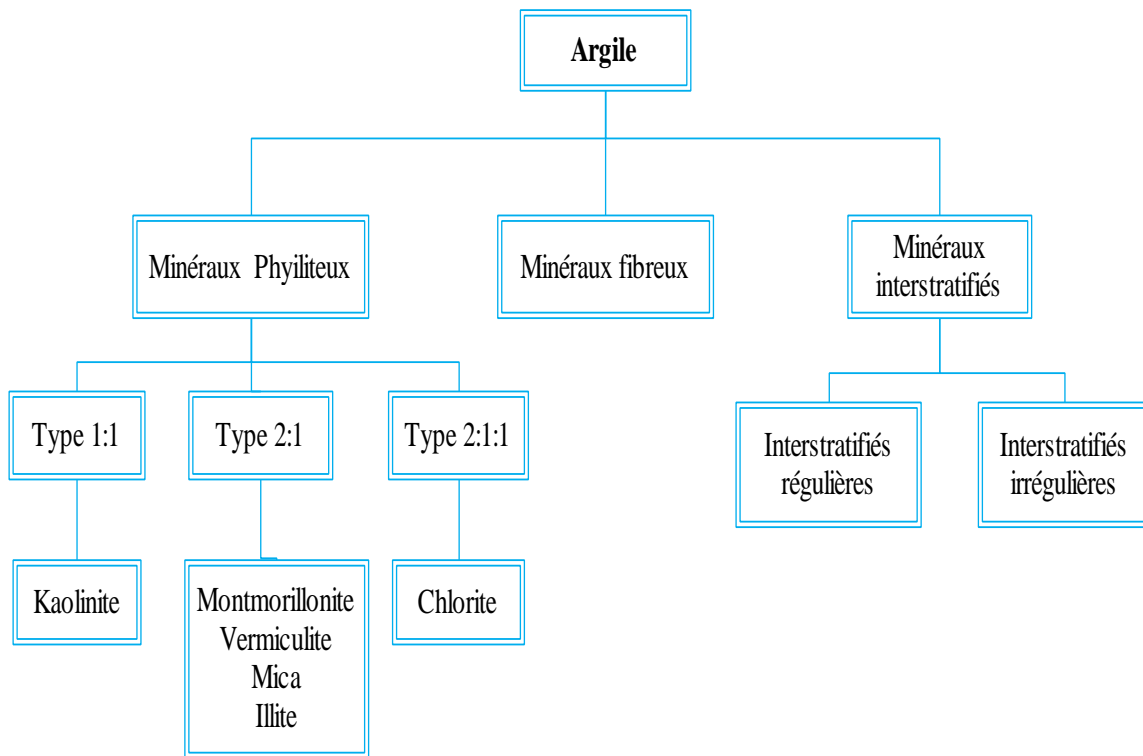 Argile
Minéraux Phyiliteux
Minéraux fibreux
Minéraux
interstratifiés
Type 1:1
Type 2:1
Type 2:1:1
Interstratifiés
régulières
Interstratifiés
irrégulières
Kaolinite
Montmorillonite
Vermiculite
Mica
Illite
Chlorite